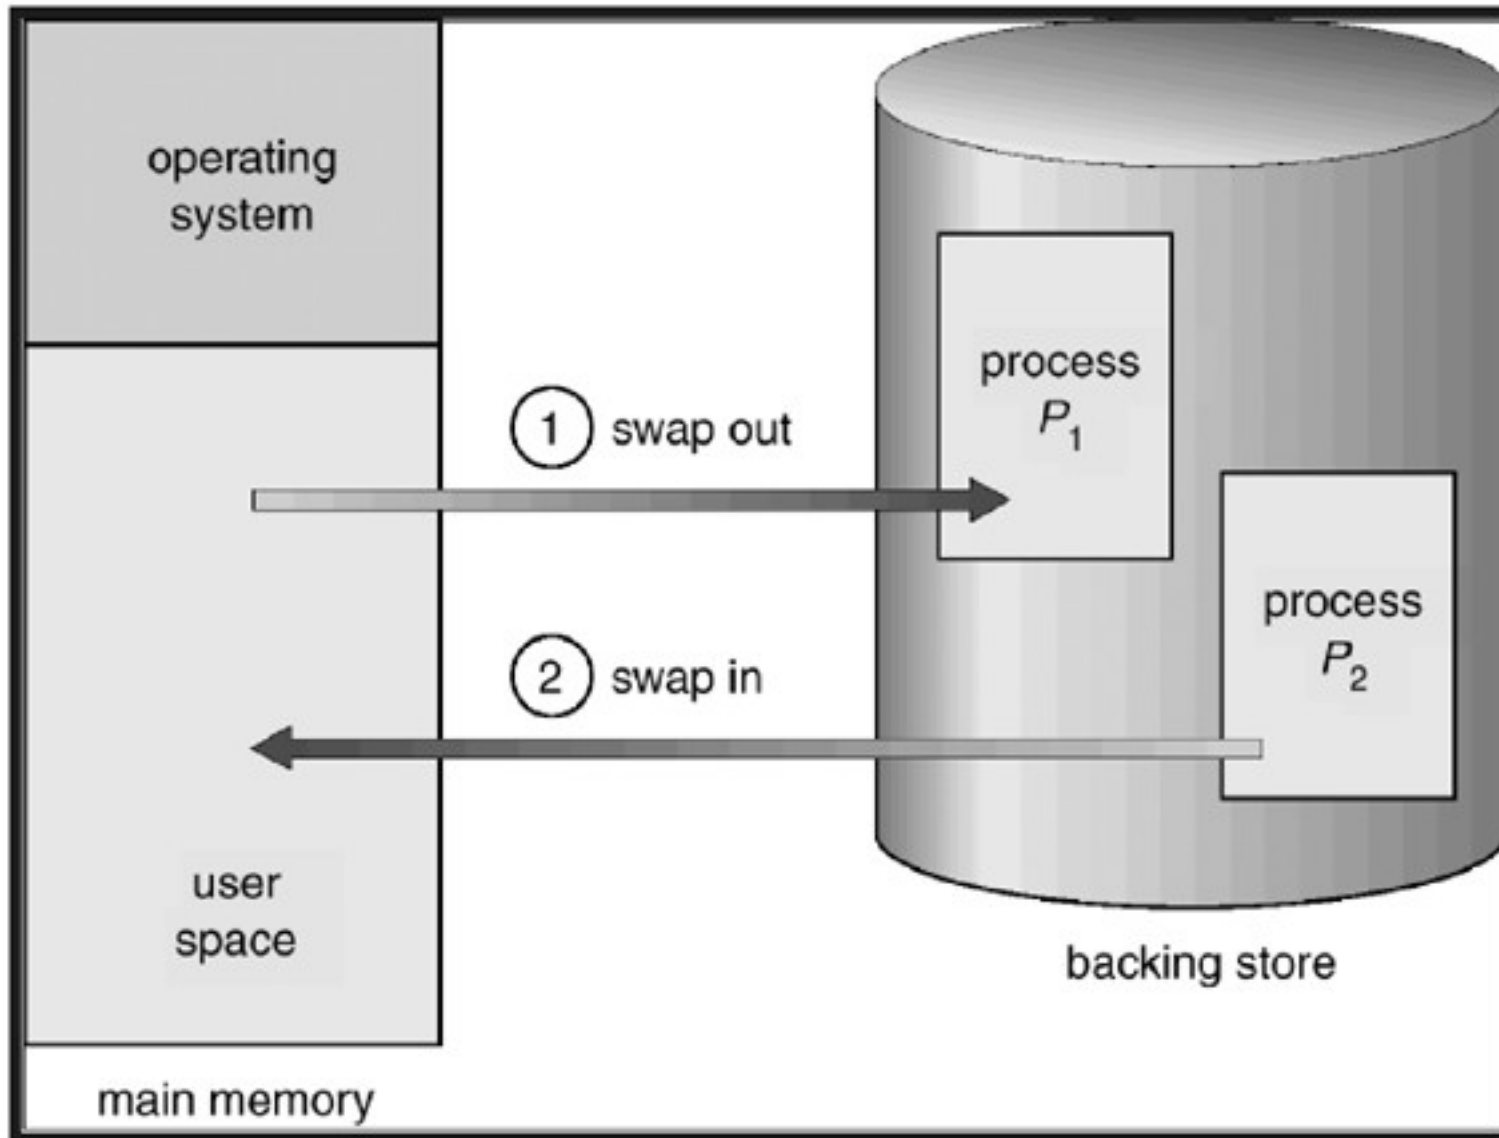 operating
system
1 swap out
process
P1
process
P2
2 swap in
user
space
backing store
main memory